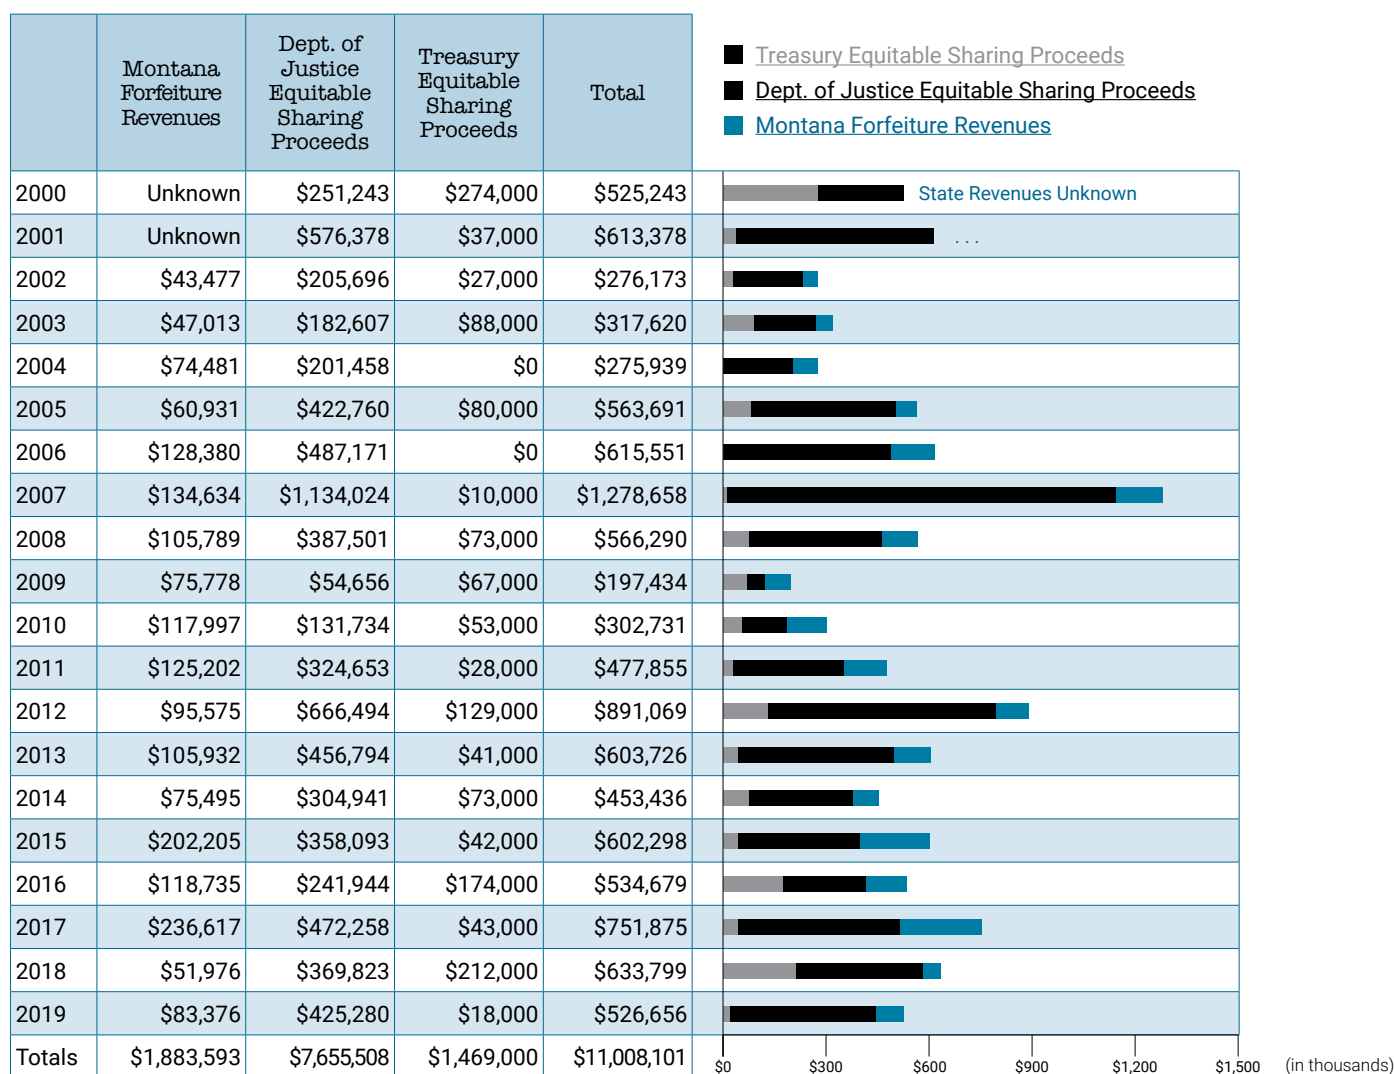 Montana
Forfeiture
Revenues
Dept. of
Justice
Equitable
Sharing
Proceeds
Treasury
Equitable
Sharing
Proceeds
Total
Treasury Equitable Sharing Proceeds
Dept. of Justice Equitable Sharing Proceeds
Montana Forfeiture Revenues
2000 Unknown $251,243 $274,000 $525,243 State Revenues Unknown
2001 Unknown $576,378 $37,000 $613,378 ...
2002 $43,477 $205,696 $27,000 $276,173
2003 $47,013 $182,607 $88,000 $317,620
2004 $74,481 $201,458 $0 $275,939
2005 $60,931 $422,760 $80,000 $563,691
2006 $128,380 $487,171 $0 $615,551
2007 $134,634 $1,134,024 $10,000 $1,278,658
2008 $105,789 $387,501 $73,000 $566,290
2009 $75,778 $54,656 $67,000 $197,434
2010 $117,997 $131,734 $53,000 $302,731
2011 $125,202 $324,653 $28,000 $477,855
2012 $95,575 $666,494 $129,000 $891,069
2013 $105,932 $456,794 $41,000 $603,726
2014 $75,495 $304,941 $73,000 $453,436
2015 $202,205 $358,093 $42,000 $602,298
2016 $118,735 $241,944 $174,000 $534,679
2017 $236,617 $472,258 $43,000 $751,875
2018 $51,976 $369,823 $212,000 $633,799
2019 $83,376 $425,280 $18,000 $526,656
Totals $1,883,593 $7,655,508 $1,469,000 $11,008,101
$0 $300 $600 $900 $1,200 $1,500 (in thousands)